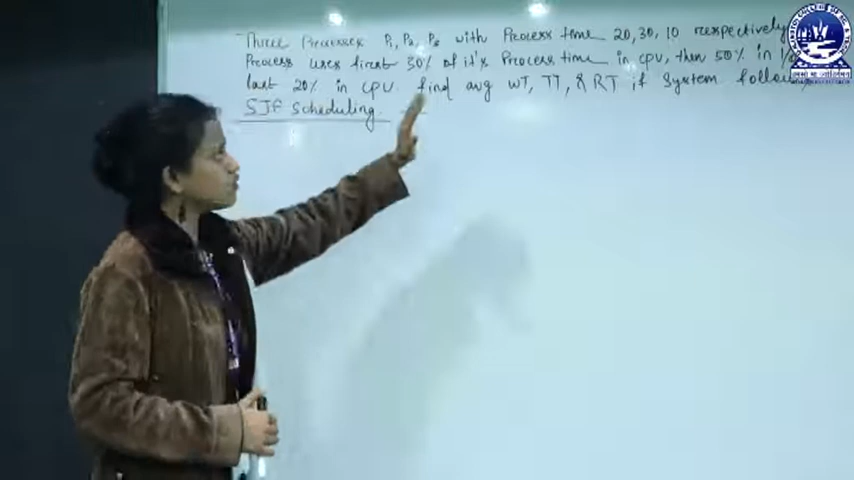 Three Processes P1, P2, P3 with Process time 20, 30, 10 respectively
Process uses first 30% of it's Process time in CPU, then 50% in
last 20% in CPU. find avg WT, TT, & RT if System follows
SJF Scheduling.